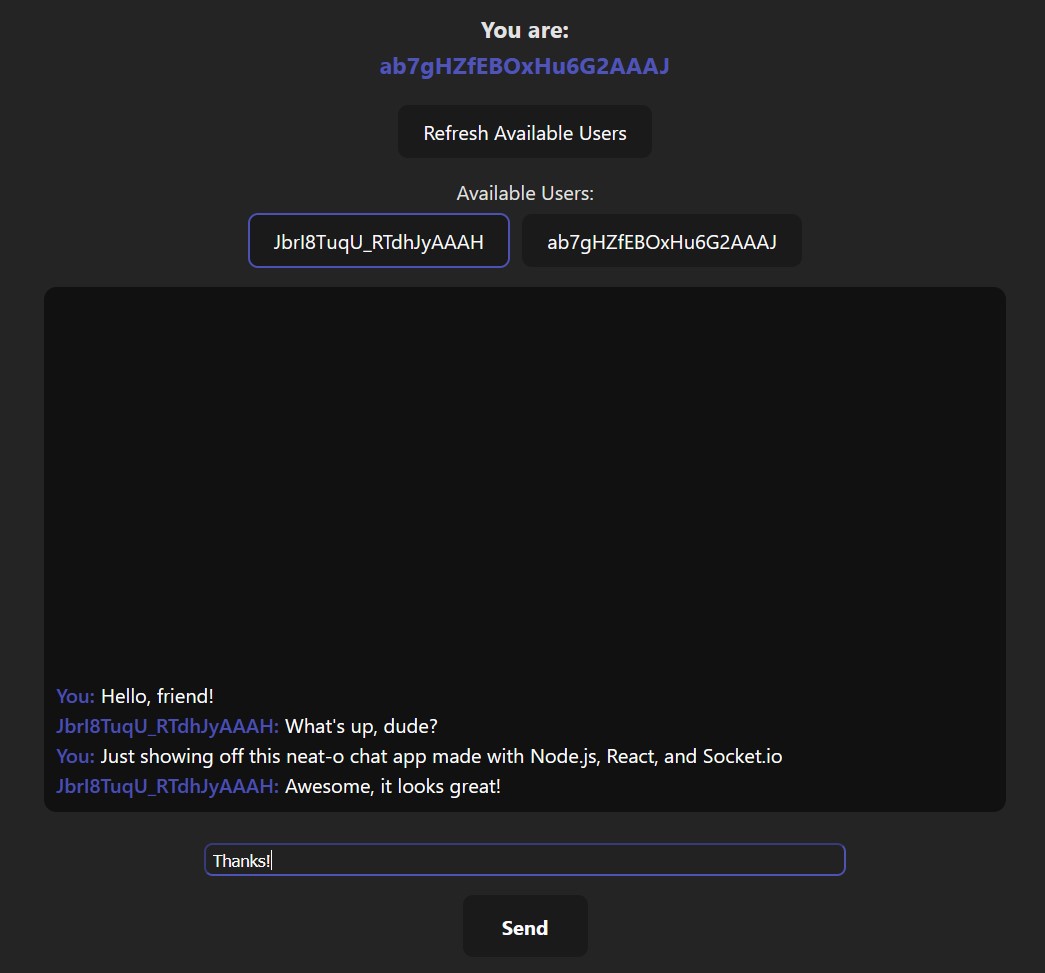 You are:
ab7gHZfEBOxHu6G2AAAJ
Refresh Available Users
Available Users:
JbrI8TuqU_RTdhJyAAAH ab7gHZfEBOxHu6G2AAAJ
You: Hello, friend!
JbrI8TuqU_RTdhJyAAAH: What's up, dude?
You: Just showing off this neat-o chat app made with Node.js, React, and Socket.io
JbrI8TuqU_RTdhJyAAAH: Awesome, it looks great!
Thanks!
Send